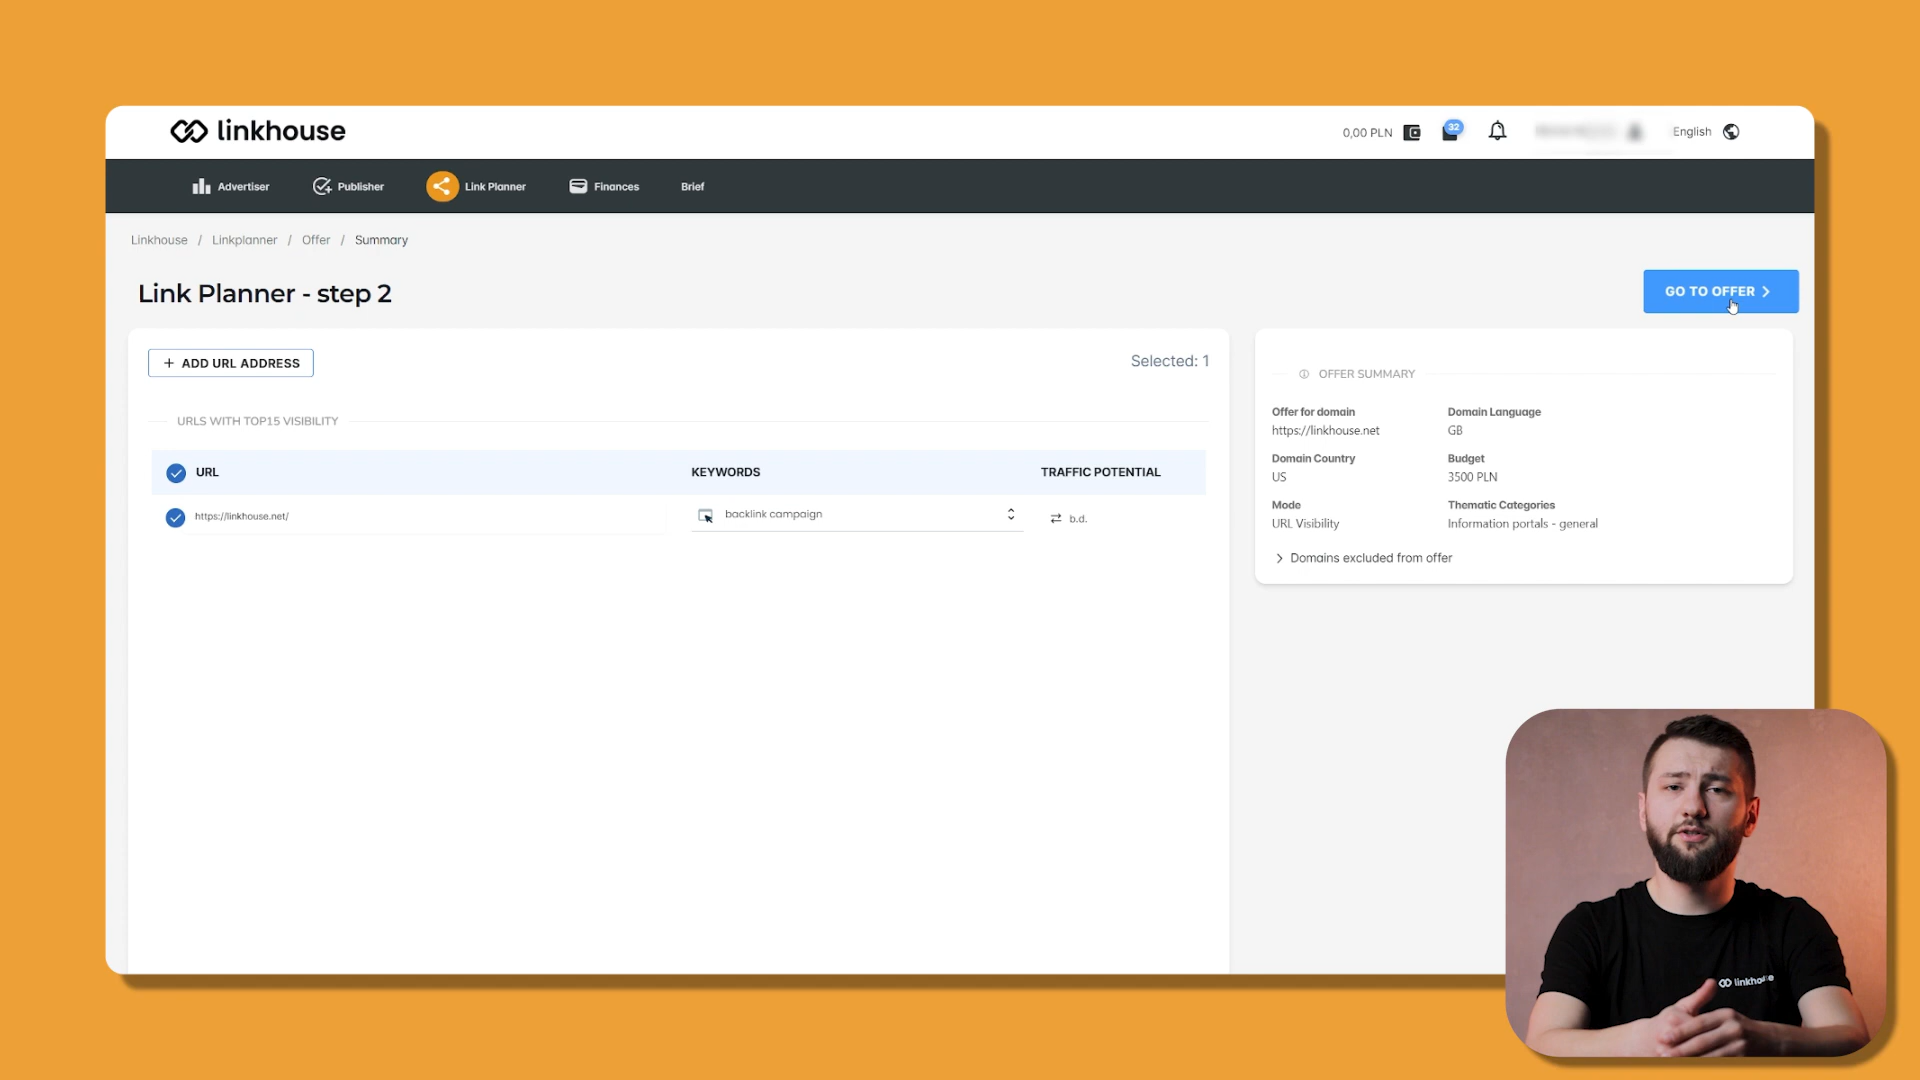 linkhouse
0,00 PLN
32
English
Advertiser
Publisher
Link Planner
Finances
Brief
Linkhouse / Linkplanner / Offer / Summary
Link Planner - step 2
GO TO OFFER
+ ADD URL ADDRESS
Selected: 1
URLS WITH TOP15 VISIBILITY
URL KEYWORDS TRAFFIC POTENTIAL
https://linkhouse.net/ backlink campaign b.d.
OFFER SUMMARY
Offer for domain
https://linkhouse.net
Domain Language
GB
Domain Country
US
Budget
3500 PLN
Mode
URL Visibility
Thematic Categories
Information portals - general
Domains excluded from offer
linkhouse